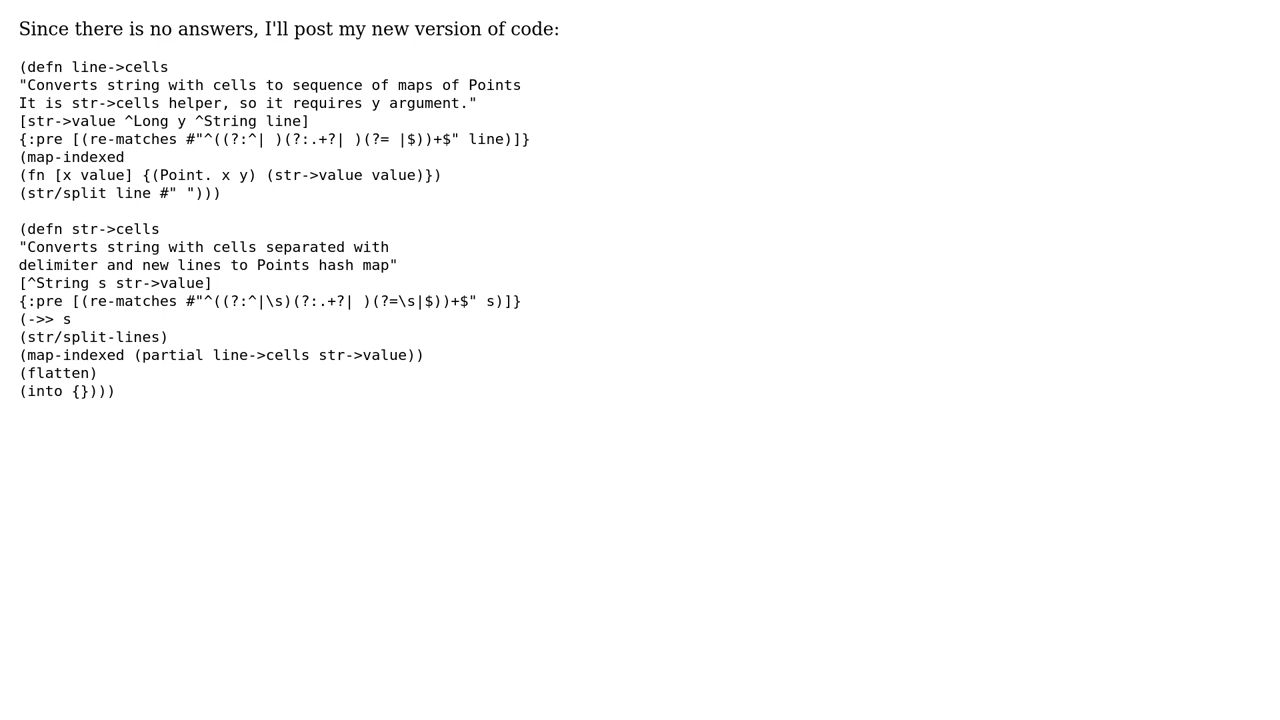 Since there is no answers, I'll post my new version of code:
(defn line->cells
"Converts string with cells to sequence of maps of Points
It is str->cells helper, so it requires y argument."
[str->value ^Long y ^String line]
{:pre [(re-matches #"^((?:^| )(?:.+?| )(?= |$))+$" line)]}
(map-indexed
(fn [x value] {(Point. x y) (str->value value)})
(str/split line #" ")))

(defn str->cells
"Converts string with cells separated with
delimiter and new lines to Points hash map"
[^String s str->value]
{:pre [(re-matches #"^((?:^|\s)(?:.+?| )(?=\s|$))+$" s)]}
(->> s
(str/split-lines)
(map-indexed (partial line->cells str->value))
(flatten)
(into {})))